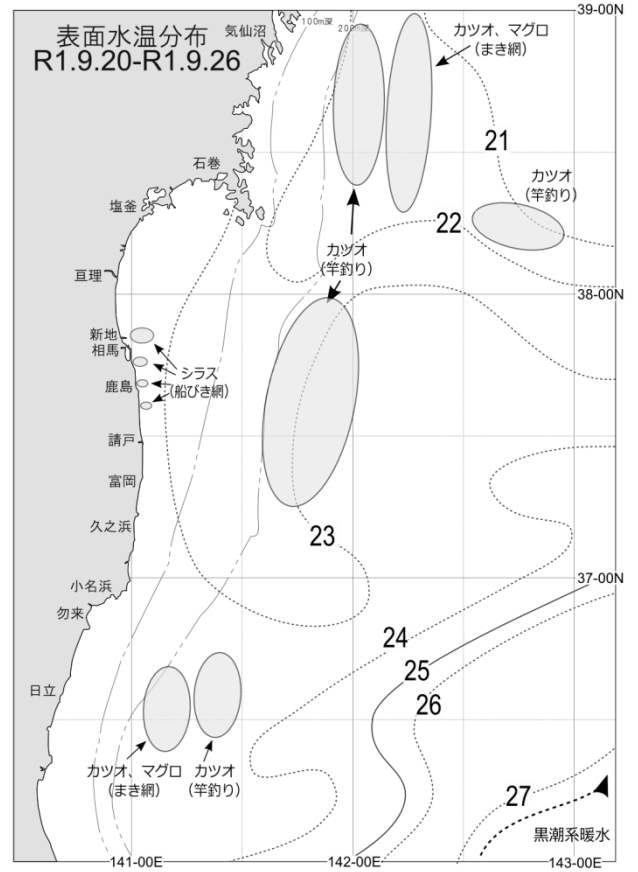 表面水温分布
R1.9.20-R1.9.26
気仙沼
100m深
200m深
39-00N
カツオ、マグロ
(まき網)
21
石巻
カツオ
(竿釣り)
塩釜
22
カツオ
(竿釣り)
亘理
38-00N
新地
相馬
シラス
(船びき網)
鹿島
請戸
富岡
23
久之浜
37-00N
小名浜
勿来
24
25
日立
26
カツオ、マグロ
(まき網)
カツオ
(竿釣り)
27
黒潮系暖水
141-00E
142-00E
143-00E